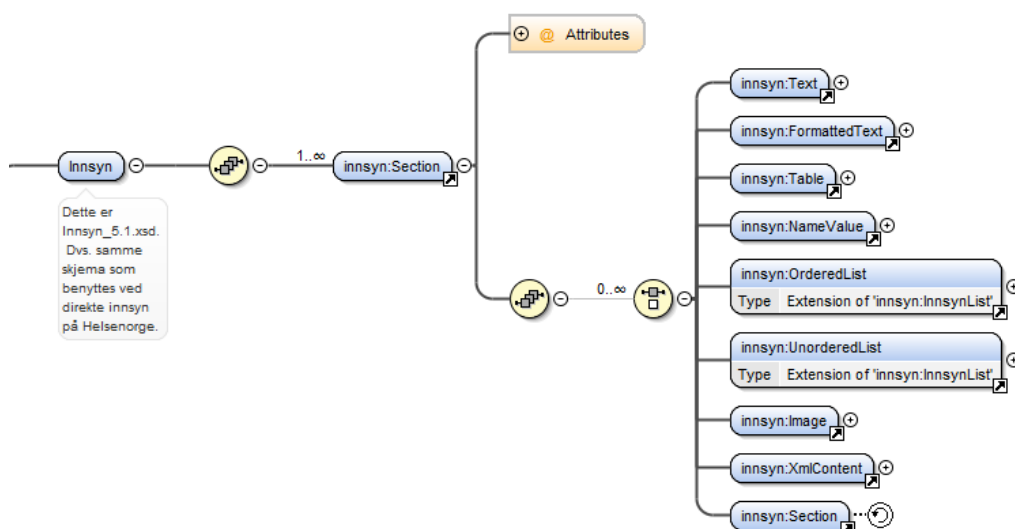 @ Attributes
innsyn:Text
innsyn:FormattedText
Innsyn
1..∞
innsyn:Section
innsyn:Table
Dette er
Innsyn_5.1.xsd.
Dvs. samme
skjema som
benyttes ved
direkte innsyn
på Helsenorge.
innsyn:NameValue
0..∞
innsyn:OrderedList
Type Extension of 'innsyn:InnsynList'
innsyn:UnorderedList
Type Extension of 'innsyn:InnsynList'
innsyn:Image
innsyn:XmlContent
innsyn:Section